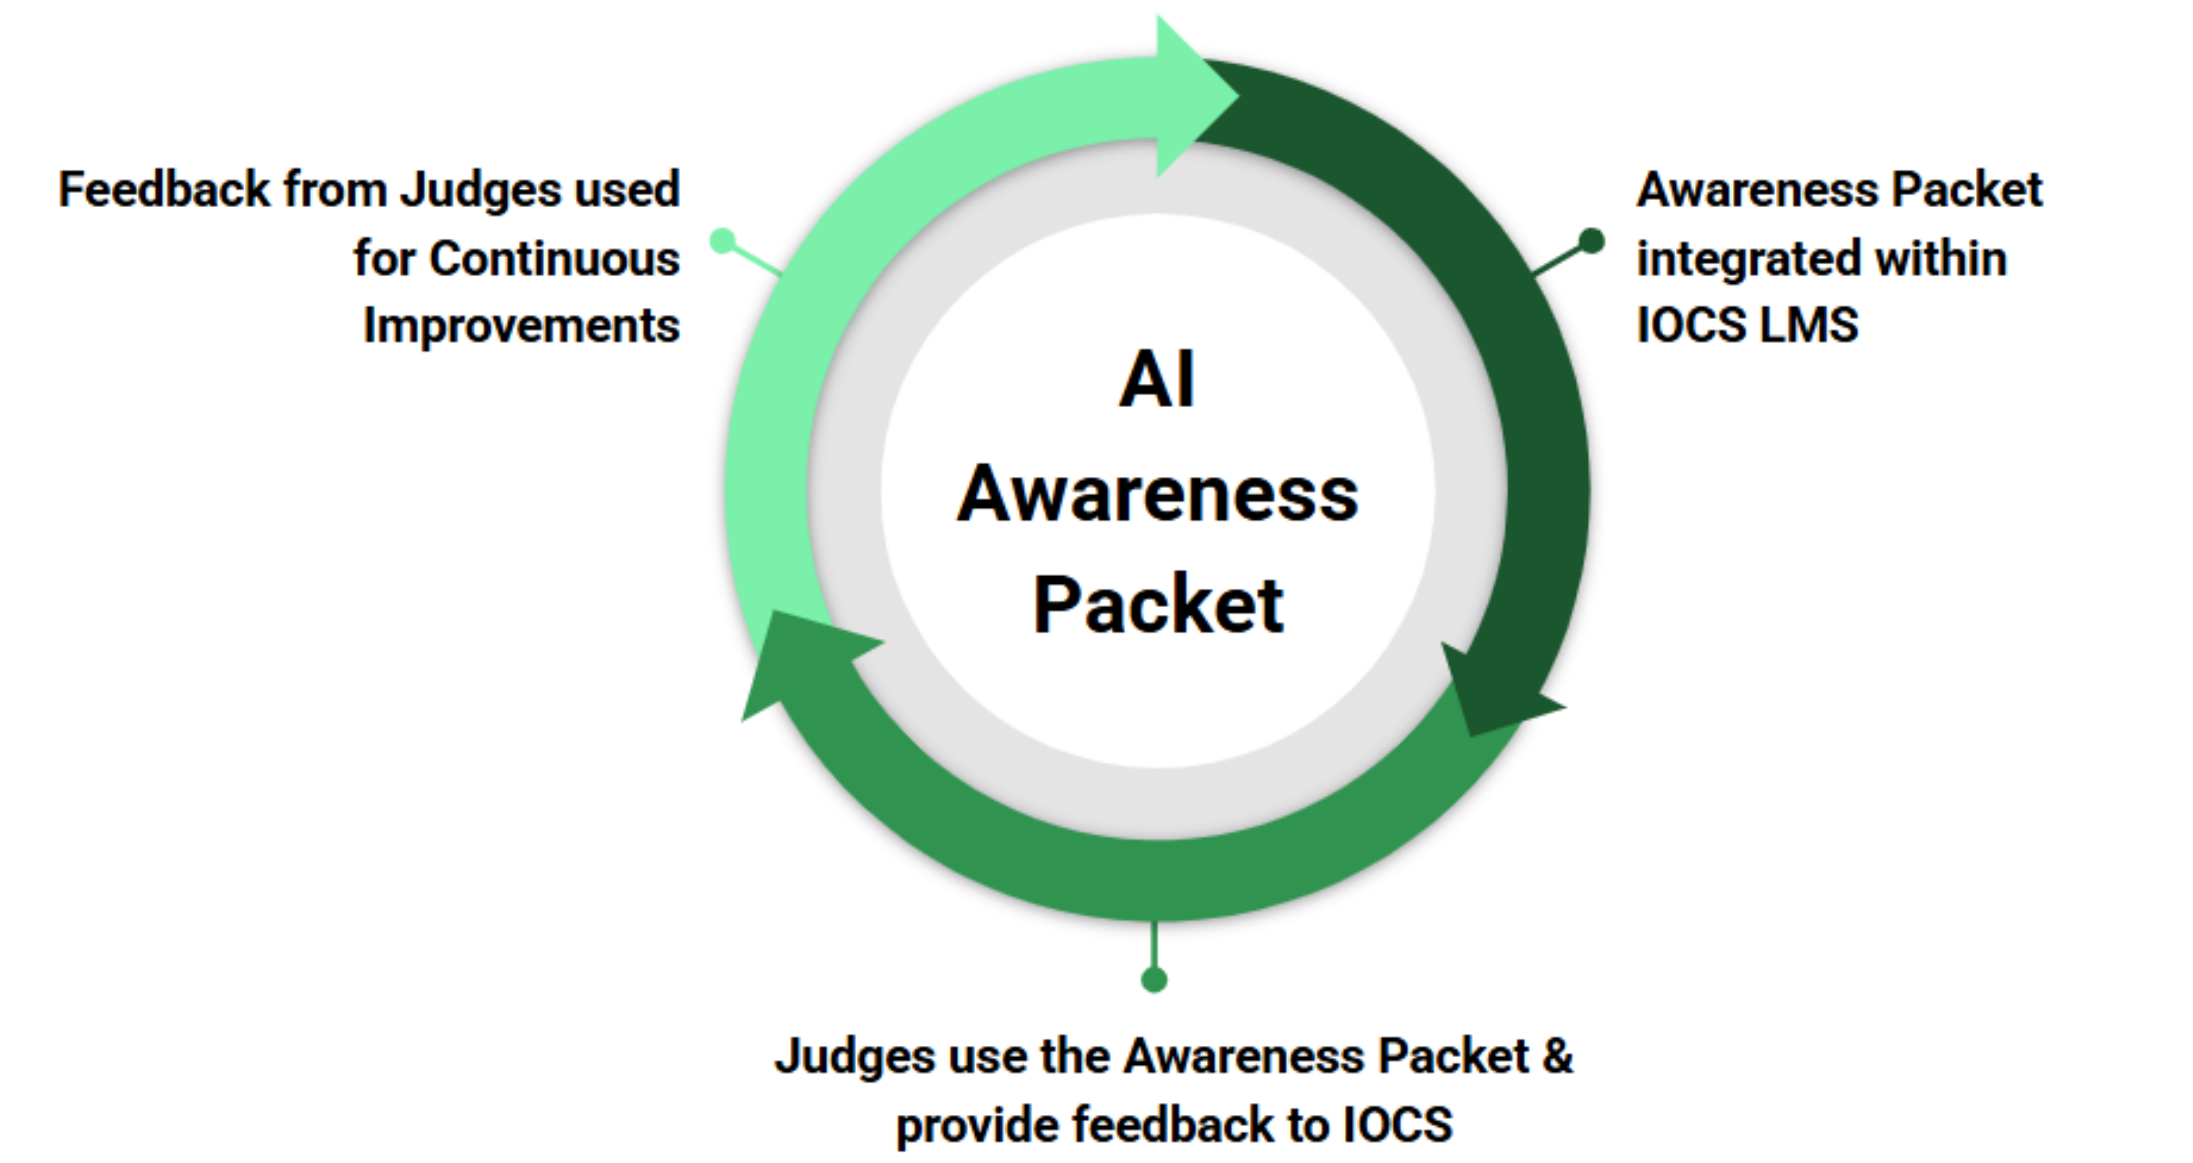 Feedback from Judges used
for Continuous
Improvements
Awareness Packet
integrated within
IOCS LMS
AI
Awareness
Packet
Judges use the Awareness Packet &
provide feedback to IOCS